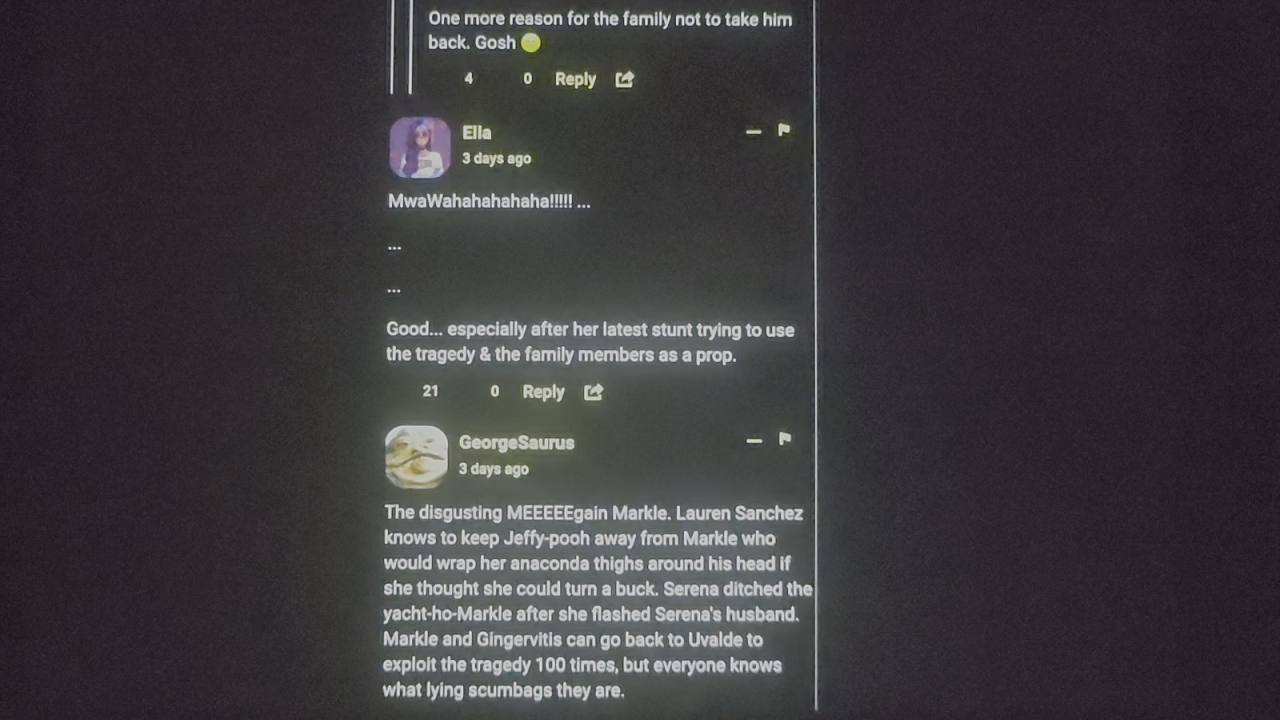 One more reason for the family not to take him
back. Gosh
4 0 Reply
Ella
3 days ago
MwaWahahahahaha!!!!! ...
...
...
Good... especially after her latest stunt trying to use
the tragedy & the family members as a prop.
21 0 Reply
GeorgeSaurus
3 days ago
The disgusting MEEEEEgain Markle. Lauren Sanchez
knows to keep Jeffy-pooh away from Markle who
would wrap her anaconda thighs around his head if
she thought she could turn a buck. Serena ditched the
yacht-ho-Markle after she flashed Serena's husband.
Markle and Gingervitis can go back to Uvalde to
exploit the tragedy 100 times, but everyone knows
what lying scumbags they are.